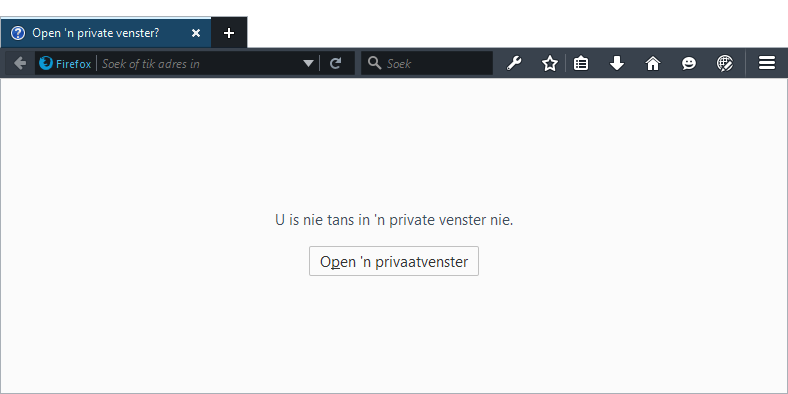 Open 'n private venster?
Firefox Soek of tik adres in Soek
U is nie tans in 'n private venster nie.
Open 'n privaatvenster